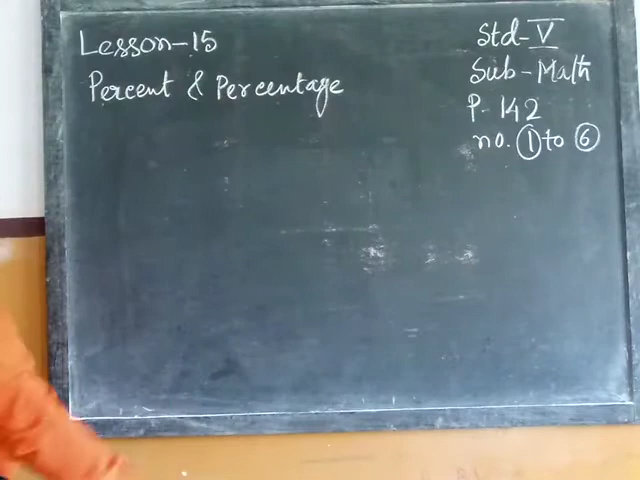 Lesson-15
Percent & Percentage
Std-V
Sub-Math
P-142
no. ① to ⑥